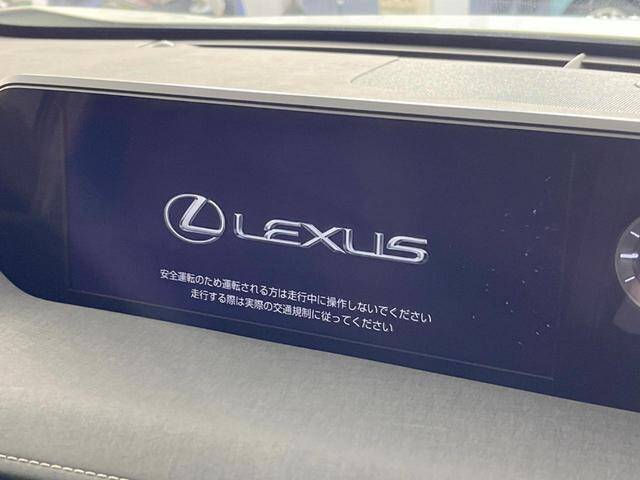 LEXUS
安全運転のため運転される方は走行中に操作しないでください
走行する際は実際の交通規制に従ってください